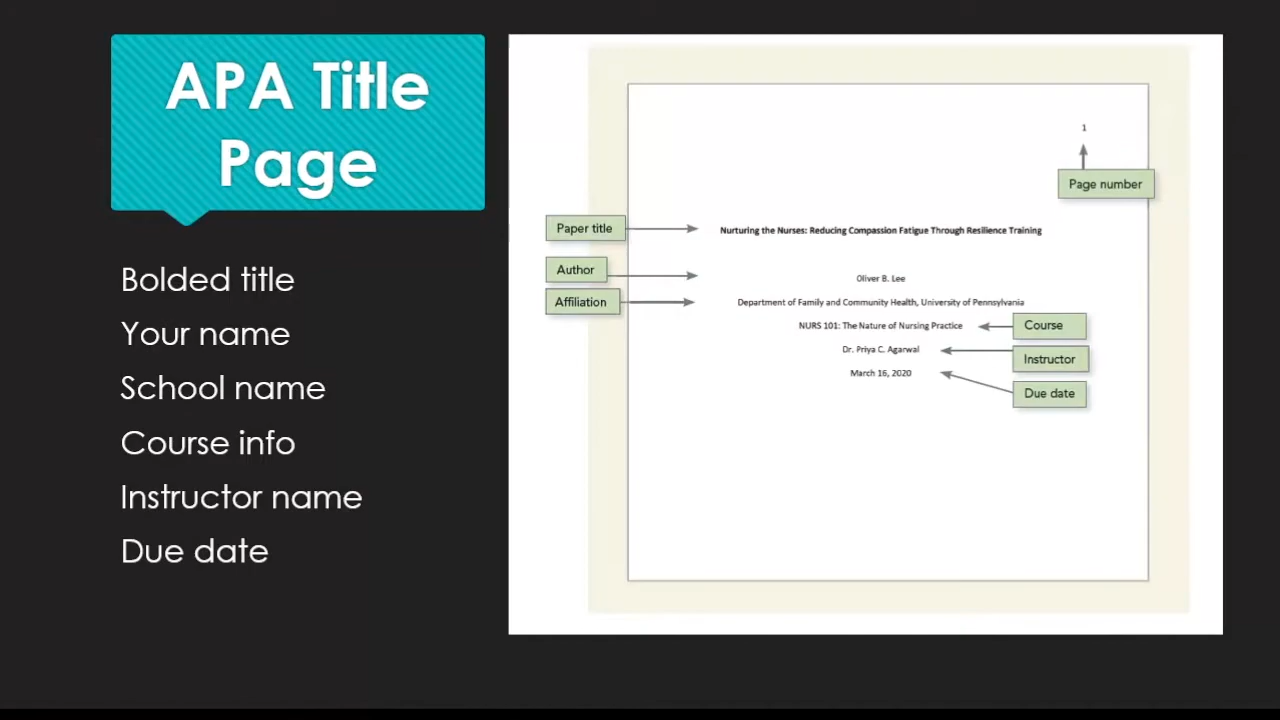 APA Title
Page
Bolded title
Your name
School name
Course info
Instructor name
Due date
1
Page number
Paper title
Nurturing the Nurses: Reducing Compassion Fatigue Through Resilience Training
Author
Oliver B. Lee
Affiliation
Department of Family and Community Health, University of Pennsylvania
NURS 101: The Nature of Nursing Practice
Course
Dr. Priya C. Agarwal
Instructor
March 16, 2020
Due date